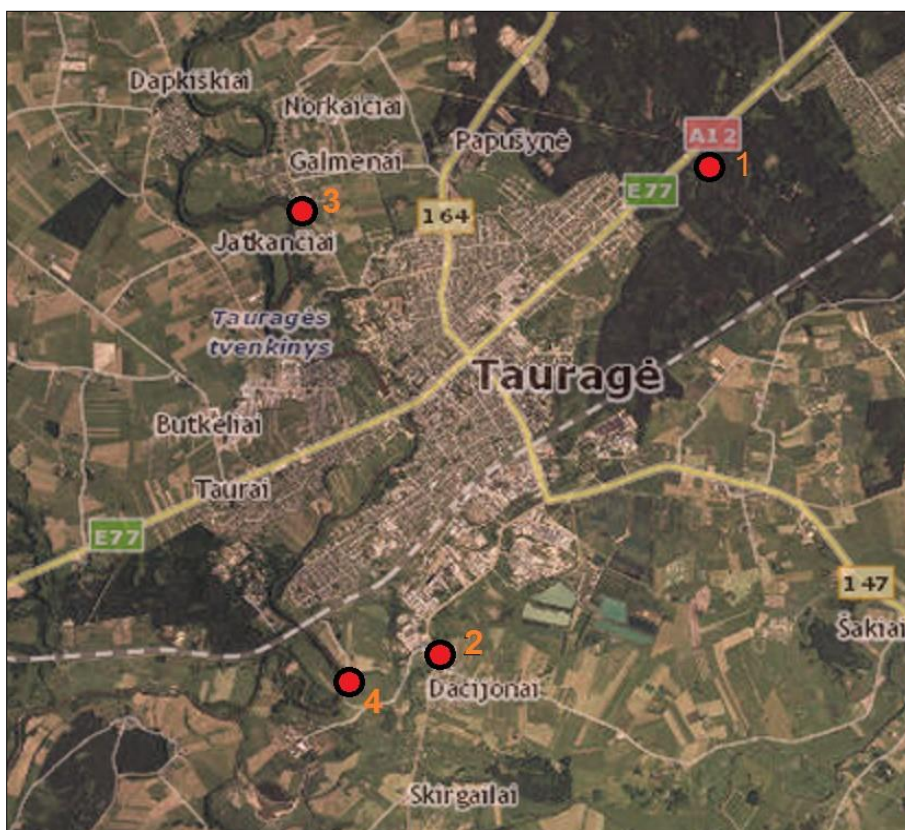 Dapkiškiai
Norkaičiai
Papušynė
A12
1
Galmenai
E77
3
164
Jatkančiai
Tauragės
tvenkinys
Tauragė
Butkeliai
Taurai
E77
147
Šakiai
2
Dacijonai
4
Skirgailai